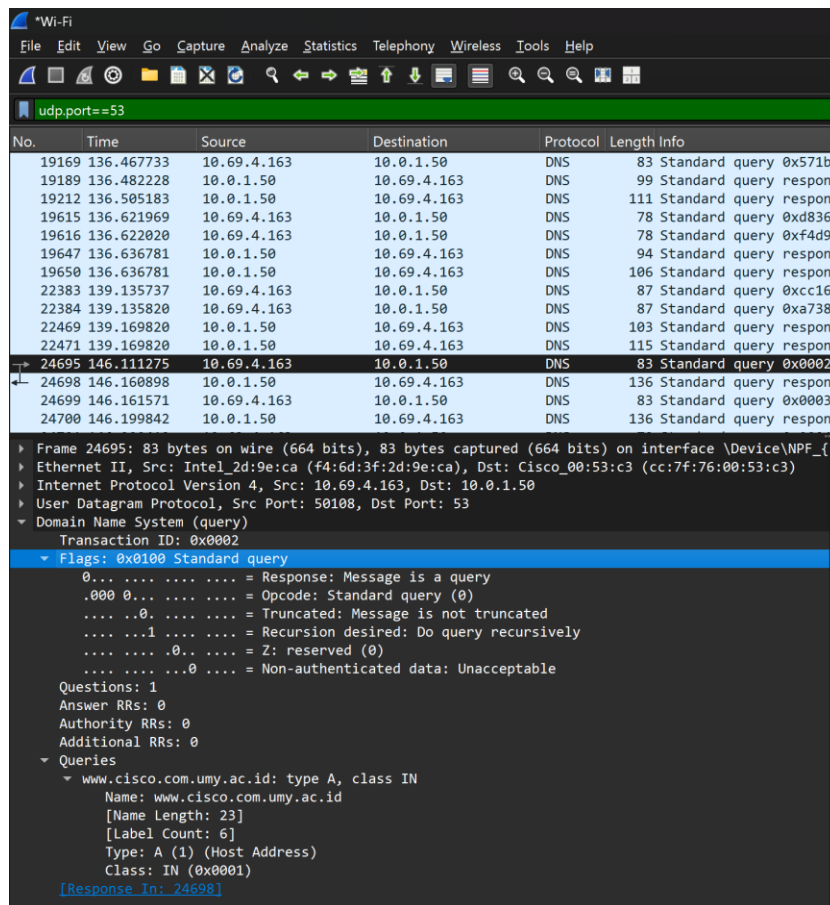 *Wi-Fi
File Edit View Go Capture Analyze Statistics Telephony Wireless Tools Help
udp.port==53
No. Time Source Destination Protocol Length Info
19169 136.467733 10.69.4.163 10.0.1.50 DNS 83 Standard query 0x571b
19189 136.482228 10.0.1.50 10.69.4.163 DNS 99 Standard query respon
19212 136.505183 10.0.1.50 10.69.4.163 DNS 111 Standard query respon
19615 136.621969 10.69.4.163 10.0.1.50 DNS 78 Standard query 0xd836
19616 136.622020 10.69.4.163 10.0.1.50 DNS 78 Standard query 0xf4d9
19647 136.636781 10.0.1.50 10.69.4.163 DNS 94 Standard query respon
19650 136.636781 10.0.1.50 10.69.4.163 DNS 106 Standard query respon
22383 139.135737 10.69.4.163 10.0.1.50 DNS 87 Standard query 0xcc16
22384 139.135820 10.69.4.163 10.0.1.50 DNS 87 Standard query 0xa738
22469 139.169820 10.0.1.50 10.69.4.163 DNS 103 Standard query respon
22471 139.169820 10.0.1.50 10.69.4.163 DNS 115 Standard query respon
24695 146.111275 10.69.4.163 10.0.1.50 DNS 83 Standard query 0x0002
24698 146.160898 10.0.1.50 10.69.4.163 DNS 136 Standard query respon
24699 146.161571 10.69.4.163 10.0.1.50 DNS 83 Standard query 0x0003
24700 146.199842 10.0.1.50 10.69.4.163 DNS 136 Standard query respon
Frame 24695: 83 bytes on wire (664 bits), 83 bytes captured (664 bits) on interface \Device\NPF_{
Ethernet II, Src: Intel_2d:9e:ca (f4:6d:3f:2d:9e:ca), Dst: Cisco_00:53:c3 (cc:7f:76:00:53:c3)
Internet Protocol Version 4, Src: 10.69.4.163, Dst: 10.0.1.50
User Datagram Protocol, Src Port: 50108, Dst Port: 53
Domain Name System (query)
Transaction ID: 0x0002
Flags: 0x0100 Standard query
0... .... .... .... = Response: Message is a query
.000 0... .... .... = Opcode: Standard query (0)
.... ..0. .... .... = Truncated: Message is not truncated
.... ...1 .... .... = Recursion desired: Do query recursively
.... .... .0.. .... = Z: reserved (0)
.... .... ...0 .... = Non-authenticated data: Unacceptable
Questions: 1
Answer RRs: 0
Authority RRs: 0
Additional RRs: 0
Queries
www.cisco.com.umy.ac.id: type A, class IN
Name: www.cisco.com.umy.ac.id
[Name Length: 23]
[Label Count: 6]
Type: A (1) (Host Address)
Class: IN (0x0001)
[Response In: 24698]